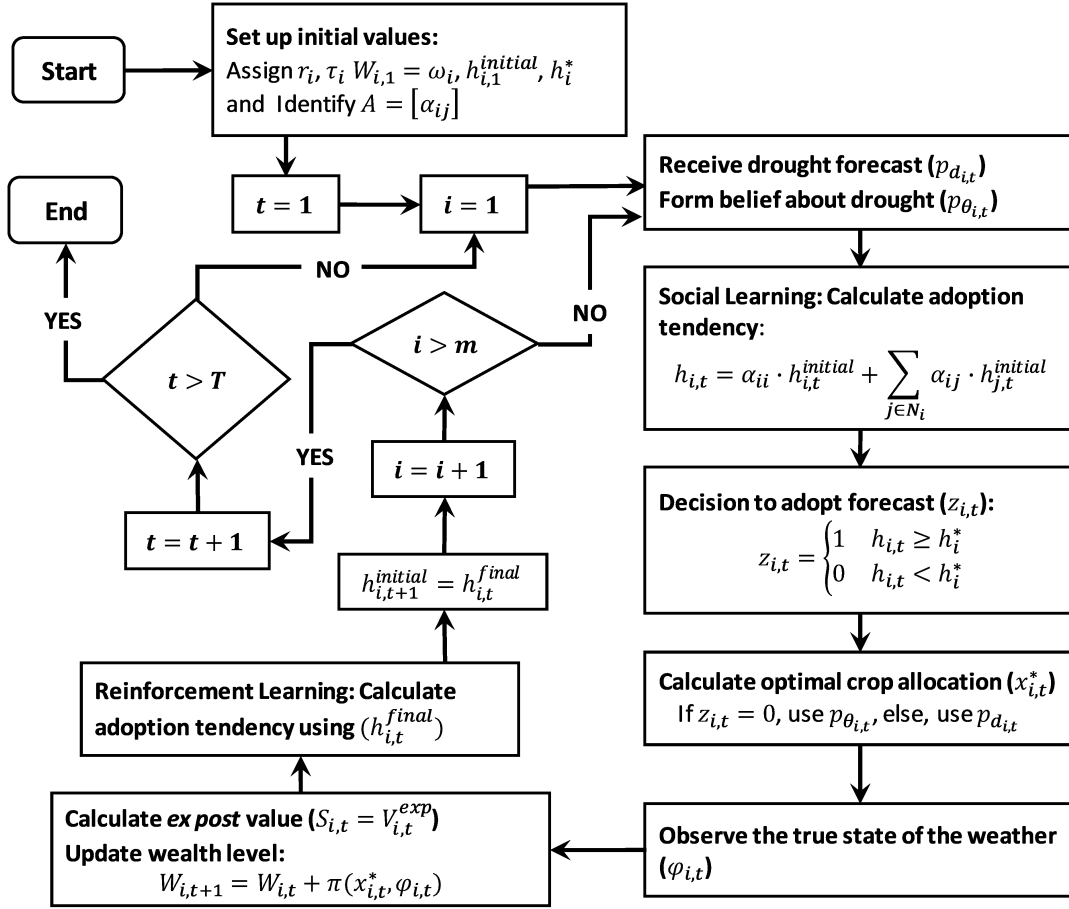 Start
Set up initial values:
Assign rᵢ, τᵢ Wᵢ,₁ = ωᵢ, h_{i,1}^{initial}, h_i^*
and Identify A = [α_{ij}]
t = 1
i = 1
Receive drought forecast (p_{d_{i,t}})
Form belief about drought (p_{θ_{i,t}})
Social Learning: Calculate adoption
tendency:
h_{i,t} = α_{ii} · h_{i,t}^{initial} + ∑_{j∈N_i} α_{ij} · h_{j,t}^{initial}
Decision to adopt forecast (z_{i,t}):
z_{i,t} = {1 h_{i,t} ≥ h_i^*
0 h_{i,t} < h_i^*
Calculate optimal crop allocation (x_{i,t}^*)
If z_{i,t} = 0, use p_{θ_{i,t}}, else, use p_{d_{i,t}}
Observe the true state of the weather
(φ_{i,t})
Calculate ex post value (S_{i,t} = V_{i,t}^{exp})
Update wealth level:
W_{i,t+1} = W_{i,t} + π(x_{i,t}^*, φ_{i,t})
Reinforcement Learning: Calculate
adoption tendency using (h_{i,t}^{final})
h_{i,t+1}^{initial} = h_{i,t}^{final}
i = i + 1
i > m
NO
YES
t = t + 1
t > T
NO
YES
End